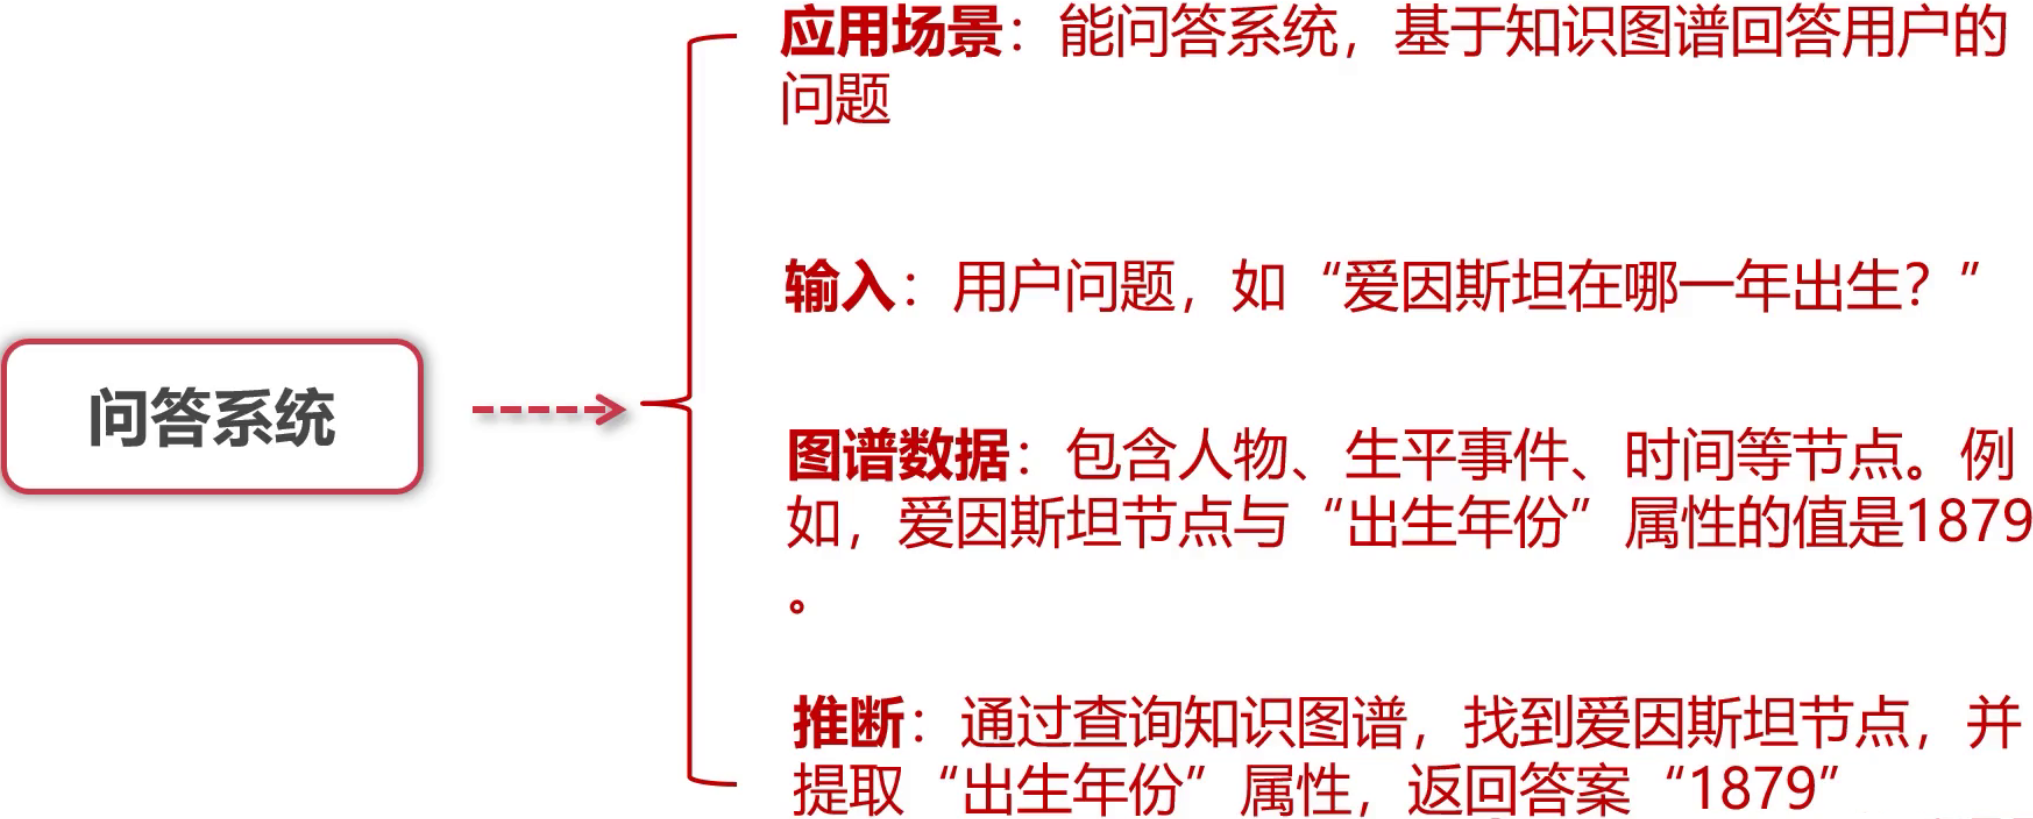 应用场景：能问答系统，基于知识图谱回答用户的
问题
输入：用户问题，如“爱因斯坦在哪一年出生？”
问答系统
图谱数据：包含人物、生平事件、时间等节点。例
如，爱因斯坦节点与“出生年份”属性的值是1879
。
推断：通过查询知识图谱，找到爱因斯坦节点，并
提取“出生年份”属性，返回答案“1879”